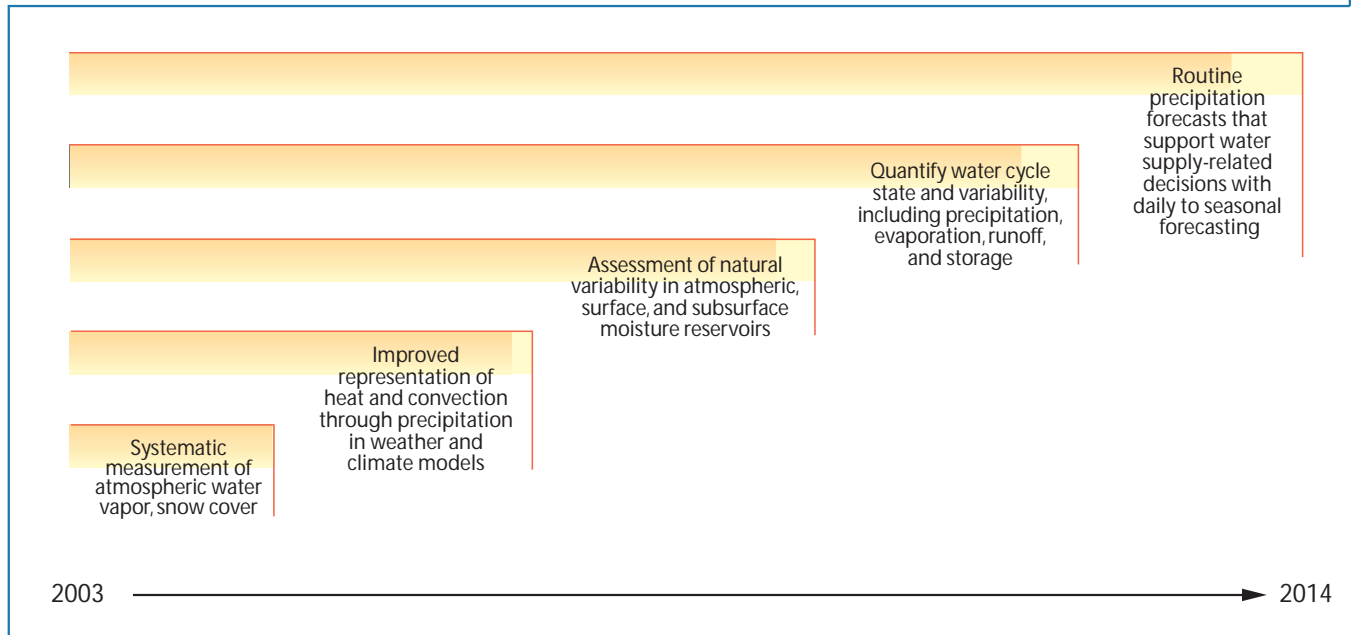 Routine
precipitation
forecasts that
support water
supply-related
decisions with
daily to seasonal
forecasting
Quantify water cycle
state and variability,
including precipitation,
evaporation, runoff,
and storage
Assessment of natural
variability in atmospheric,
surface, and subsurface
moisture reservoirs
Improved
representation of
heat and convection
through precipitation
in weather and
climate models
Systematic
measurement of
atmospheric water
vapor, snow cover
2003
2014